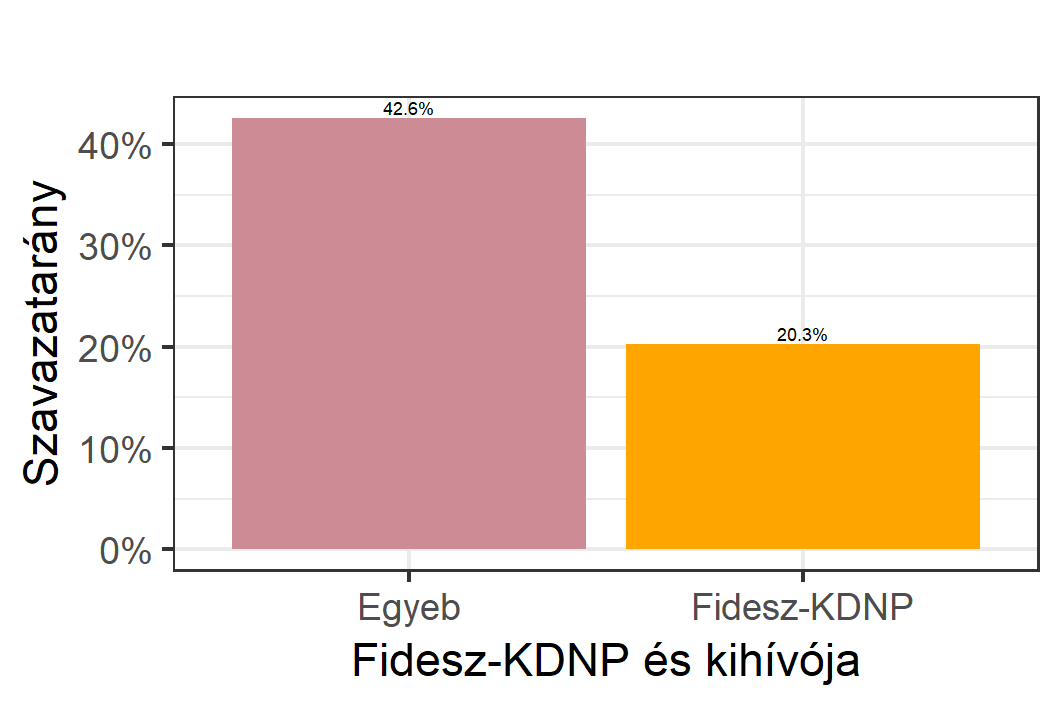 42.6%
40%
30%
20.3%
20%
10%
0%
Szavazatarány
Egyeb
Fidesz-KDNP
Fidesz-KDNP és kihívója